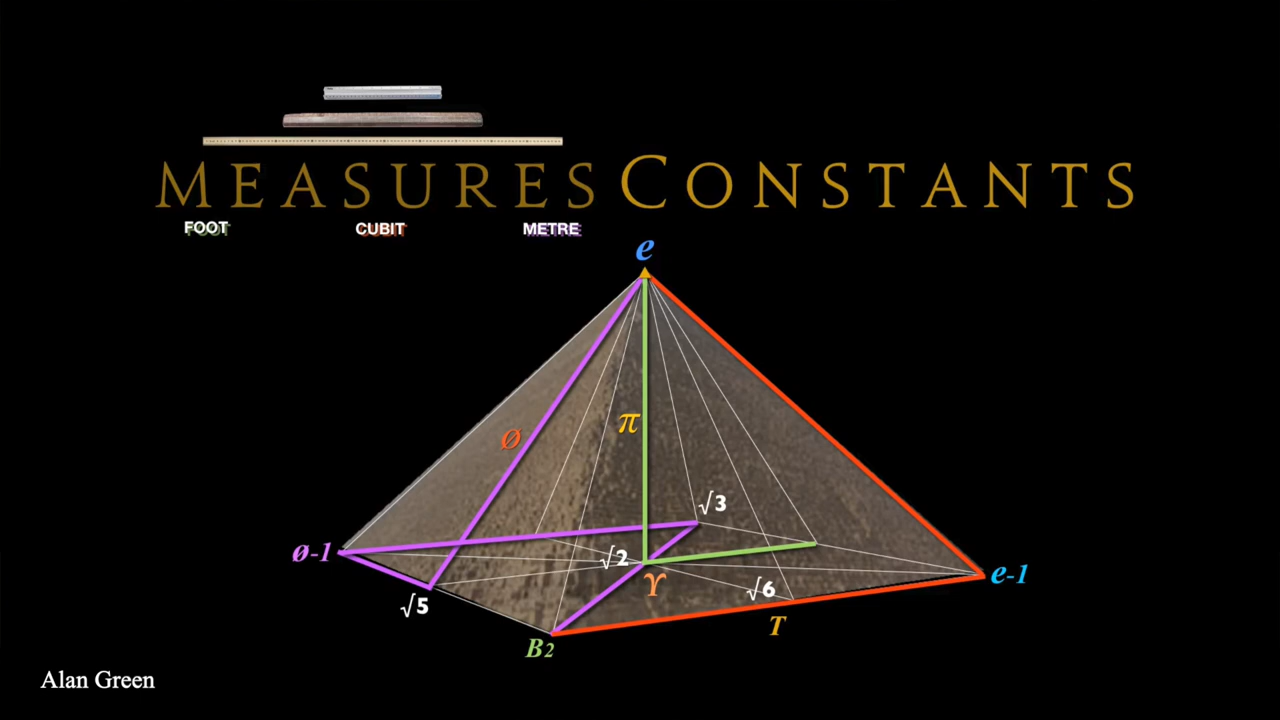 MEASURES CONSTANTS
FOOT CUBIT METRE
e
Ø
π
√3
ø-1
√2
√6
e-1
√5
ϒ
T
B2
Alan Green